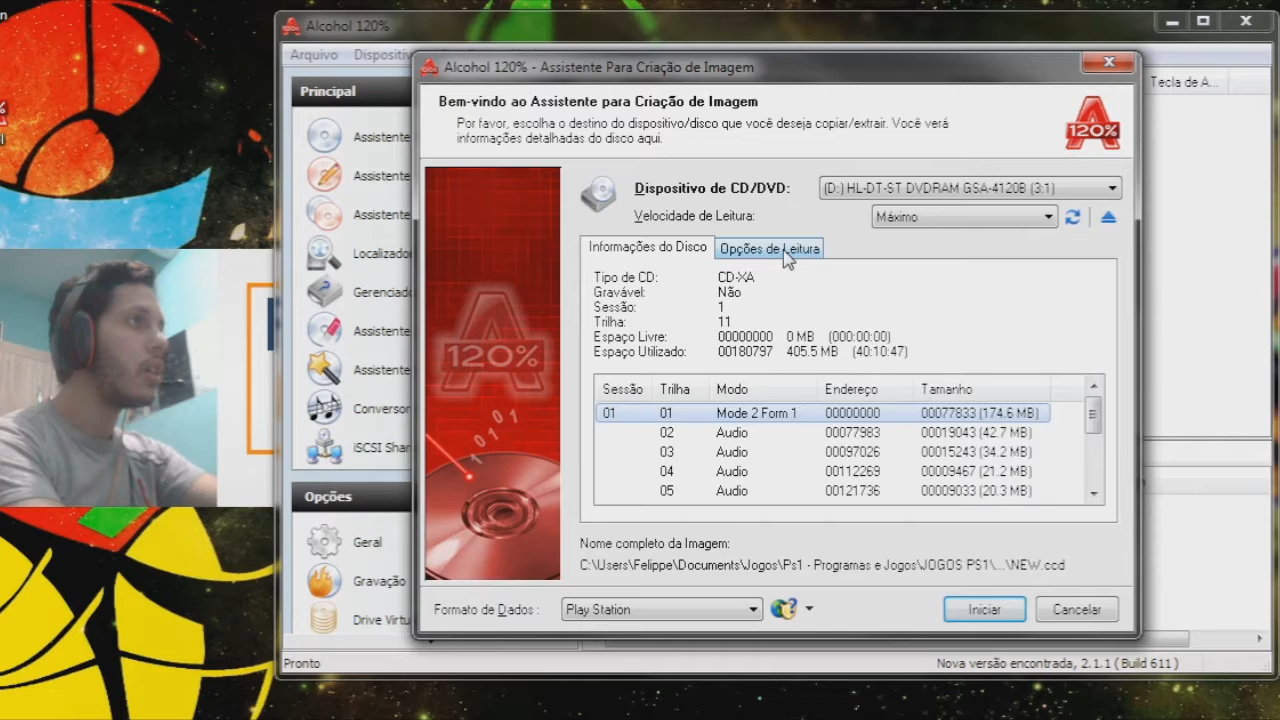 Alcohol 120%
Arquivo Dispositiv
Alcohol 120% - Assistente Para Criação de Imagem
Principal
Tecla de A...
Bem-vindo ao Assistente para Criação de Imagem
Por favor, escolha o destino do dispositivo/disco que você deseja copiar/extrair. Você verá
informações detalhadas do disco aqui.
120%
Assistente
Assistente
Assistente
Localizado
Gerenciado
Assistente
Assistente
Conversor
iSCSI Shar
Dispositivo de CD/DVD: (D:) HL-DT-ST DVDRAM GSA-4120B (3:1)
Velocidade de Leitura: Máximo
Informações do Disco Opções de Leitura
Tipo de CD: CD-XA
Gravável: Não
Sessão: 1
Trilha: 11
Espaço Livre: 00000000 0 MB (000:00:00)
Espaço Utilizado: 00180797 405.5 MB (40:10:47)
120%
Sessão Trilha Modo Endereço Tamanho
01 01 Mode 2 Form 1 00000000 00077833 (174.6 MB)
02 Audio 00077983 00019043 (42.7 MB)
03 Audio 00097026 00015243 (34.2 MB)
04 Audio 00112269 00009467 (21.2 MB)
05 Audio 00121736 00009033 (20.3 MB)
Opções
Geral
Gravação
Drive Virtu
Nome completo da Imagem:
C:\Users\Felippe\Documents\Jogos\Ps1 - Programas e Jogos\JOGOS PS1\...\NEW.ccd
Formato de Dados : Play Station Iniciar Cancelar
Pronto Nova versão encontrada, 2.1.1 (Build 611)